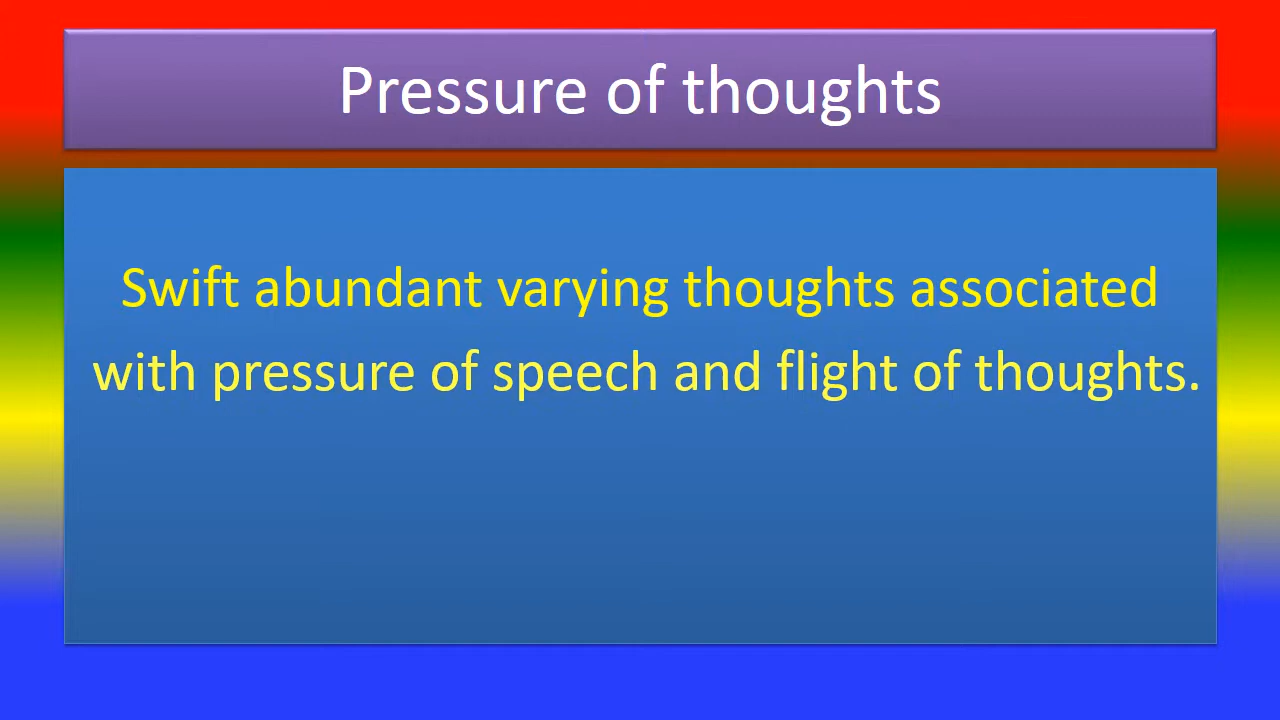 Pressure of thoughts
Swift abundant varying thoughts associated
with pressure of speech and flight of thoughts.